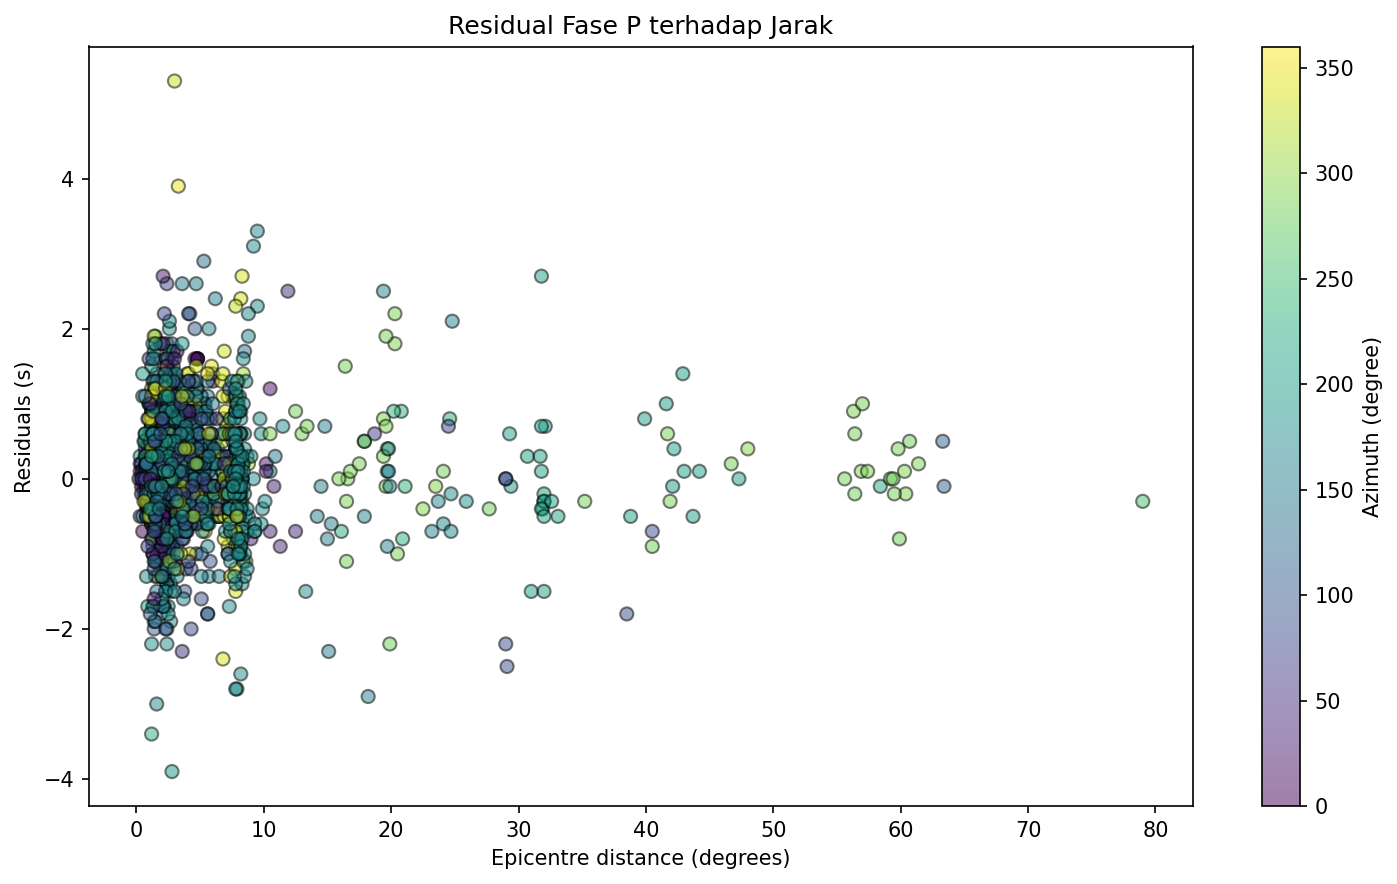 Residual Fase P terhadap Jarak
Residuals (s)
4
2
0
−2
−4
0 10 20 30 40 50 60 70 80
Epicentre distance (degrees)
350
300
250
200
150
100
50
0
Azimuth (degree)